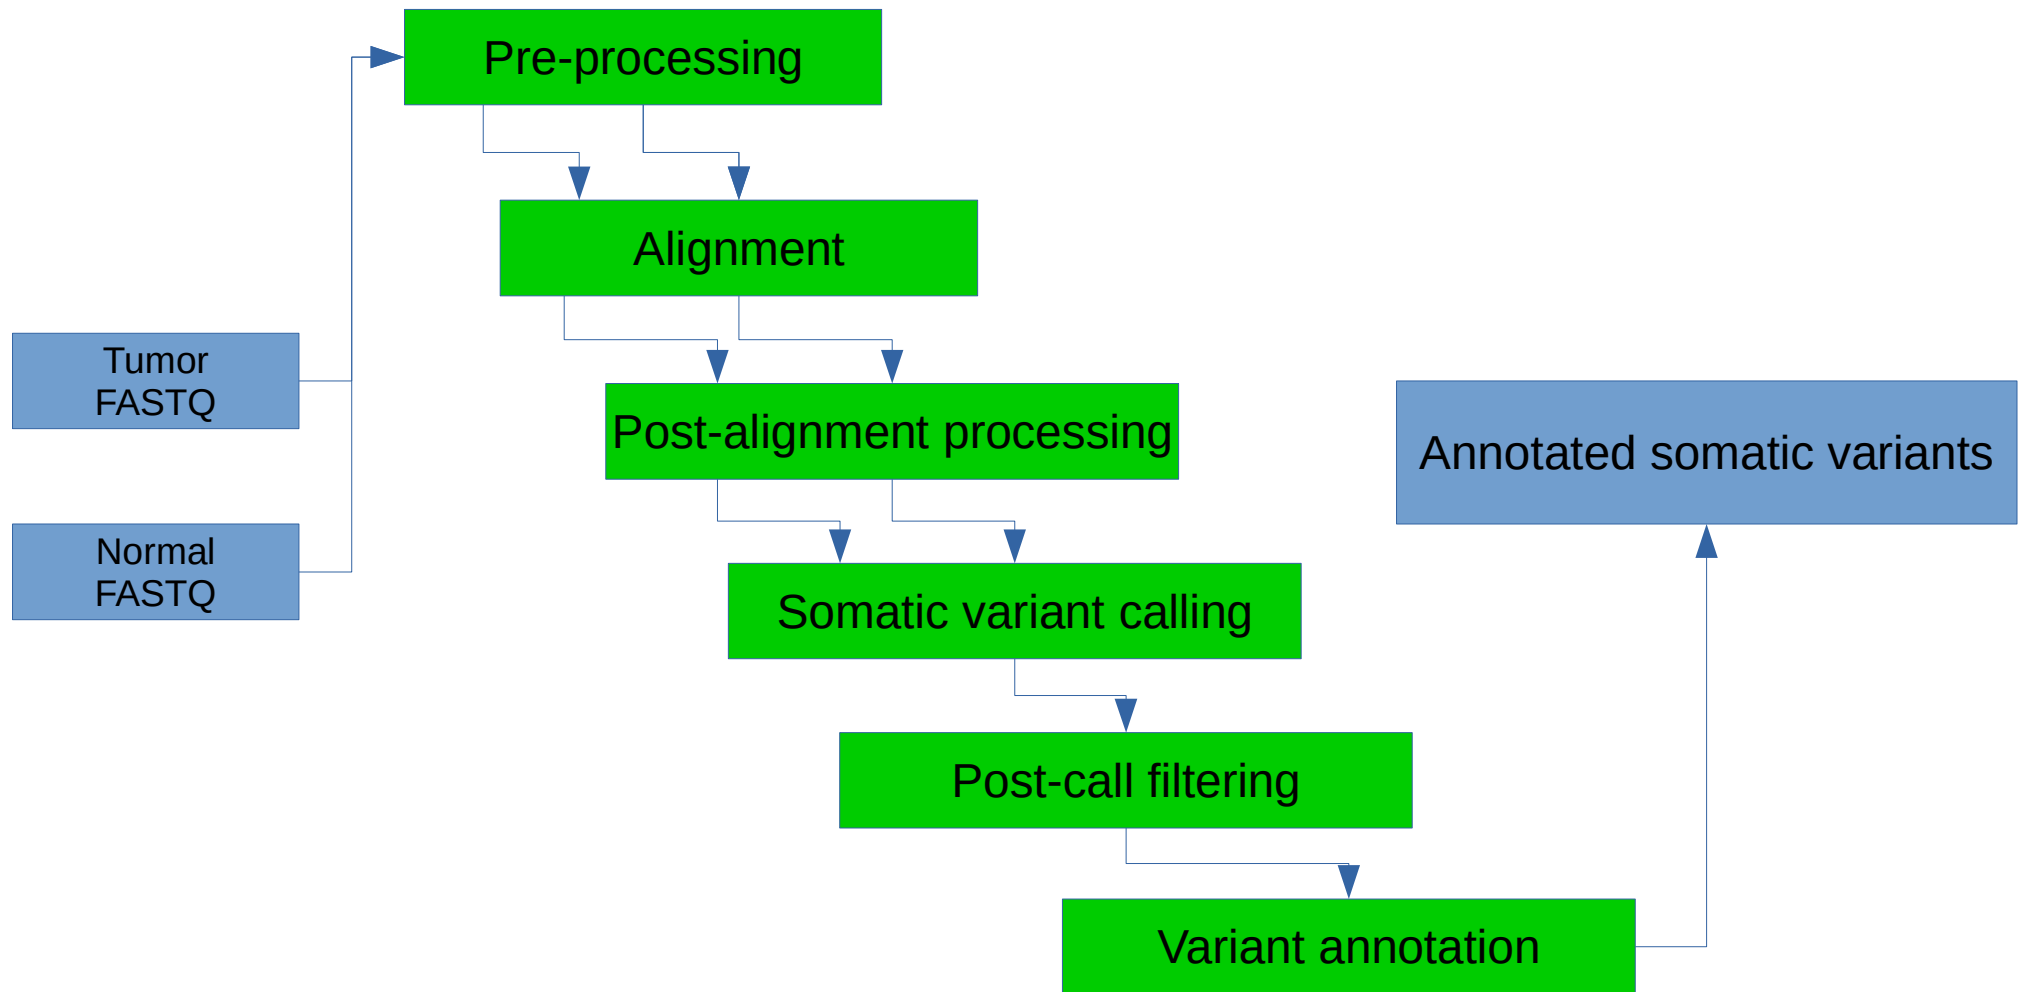 Pre-processing
Alignment
Tumor
FASTQ
Post-alignment processing
Annotated somatic variants
Normal
FASTQ
Somatic variant calling
Post-call filtering
Variant annotation